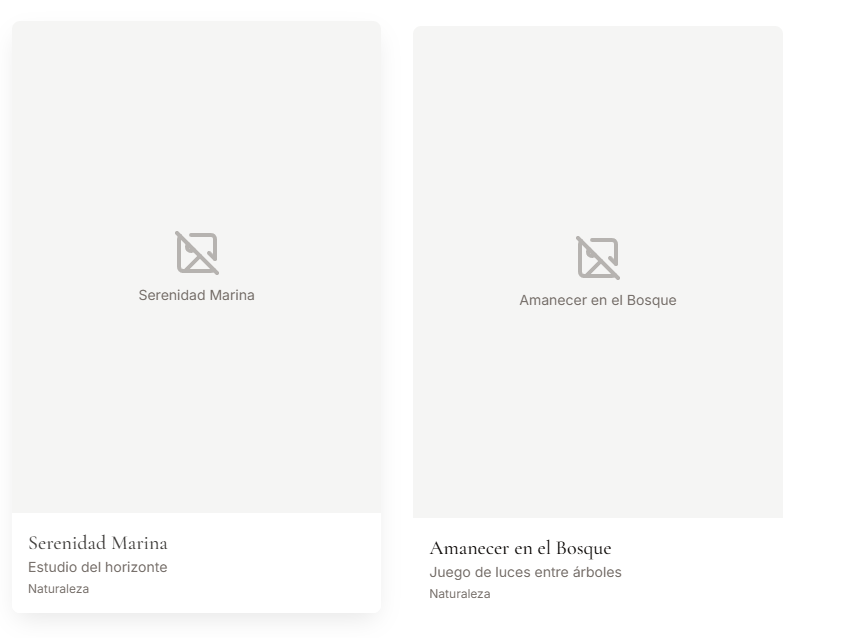 Serenidad Marina
Serenidad Marina
Estudio del horizonte
Naturaleza
Amanecer en el Bosque
Amanecer en el Bosque
Juego de luces entre árboles
Naturaleza